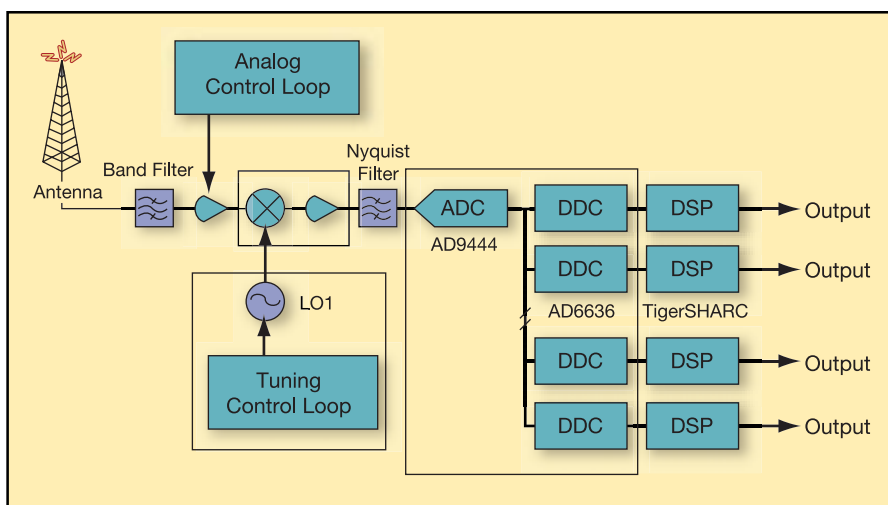 Analog
Control Loop
Band Filter
Nyquist
Filter
Antenna
ADC
AD9444
DDC
DSP
Output
DDC
DSP
Output
AD6636
TigerSHARC
LO1
Tuning
Control Loop
DDC
DSP
Output
DDC
DSP
Output